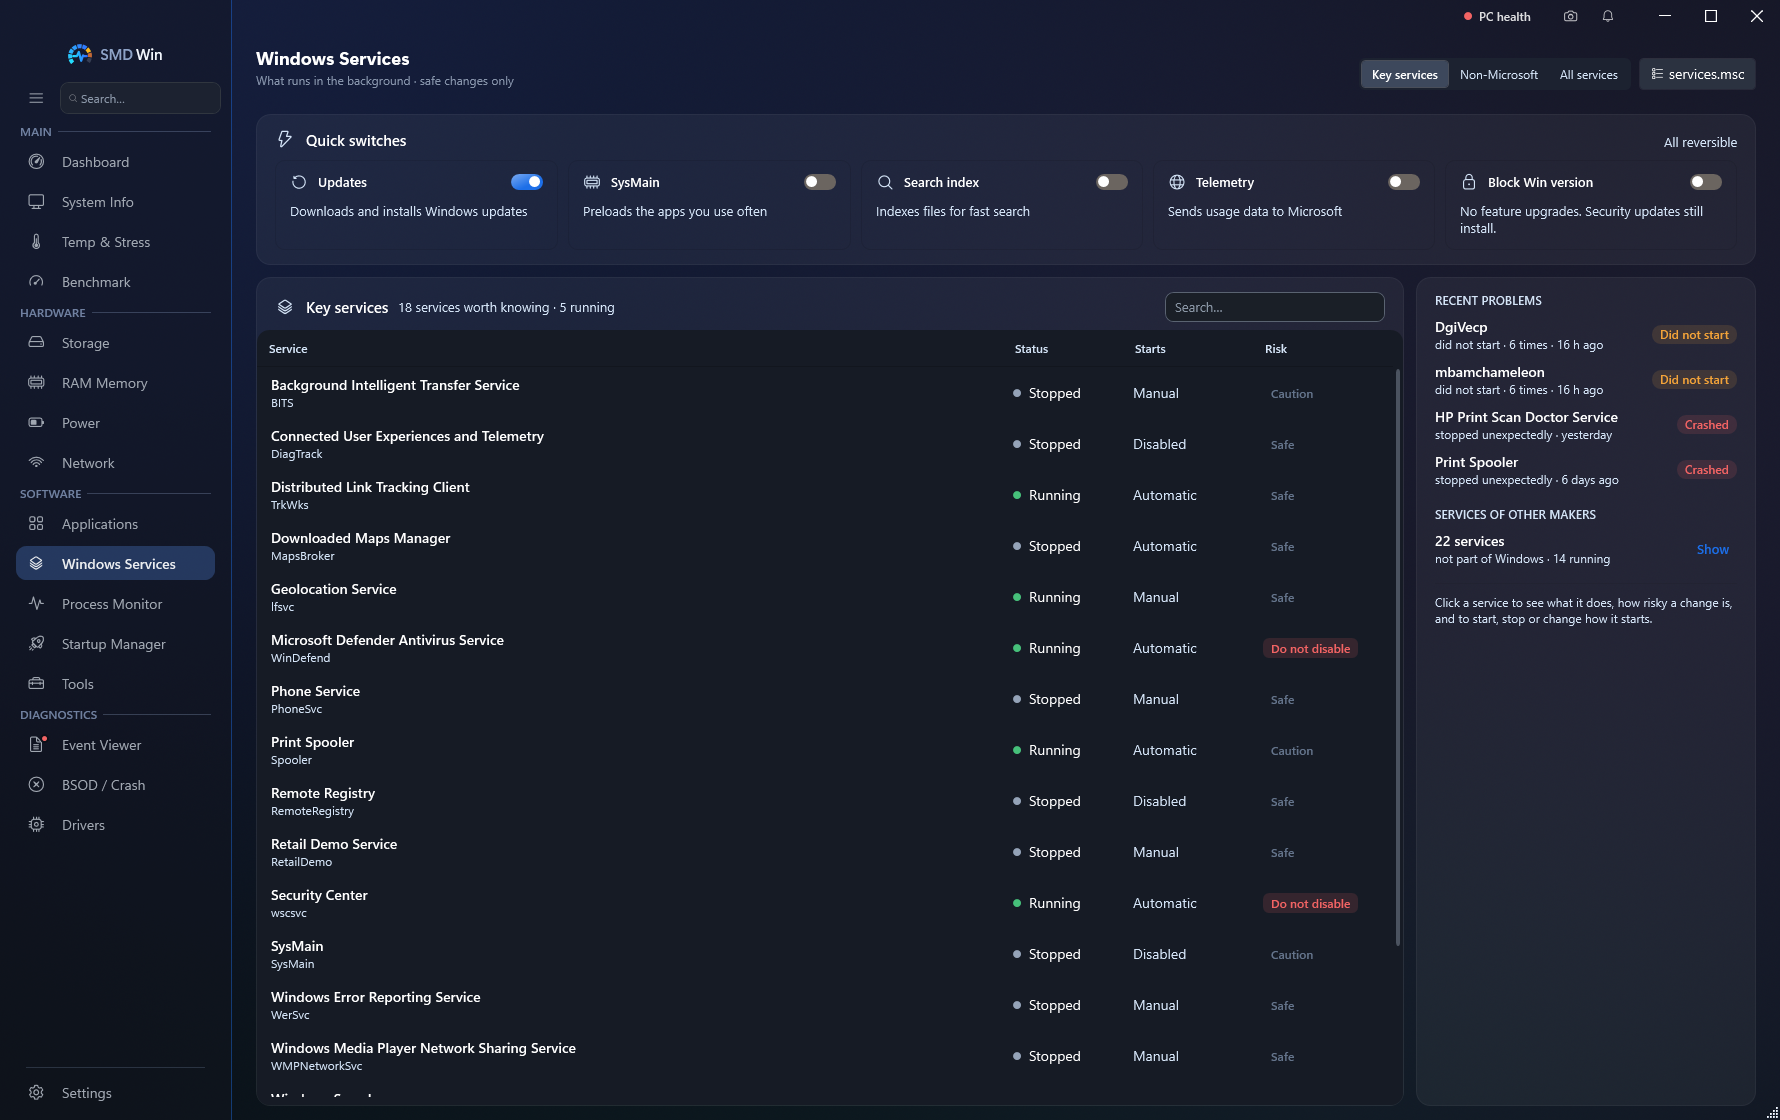 PC health
SMD Win
Search...
MAIN
Dashboard
System Info
Temp & Stress
Benchmark
HARDWARE
Storage
RAM Memory
Power
Network
SOFTWARE
Applications
Windows Services
Process Monitor
Startup Manager
Tools
DIAGNOSTICS
Event Viewer
BSOD / Crash
Drivers
Settings
Windows Services
What runs in the background · safe changes only
Key services
Non-Microsoft
All services
services.msc
Quick switches
All reversible
Updates
Downloads and installs Windows updates
SysMain
Preloads the apps you use often
Search index
Indexes files for fast search
Telemetry
Sends usage data to Microsoft
Block Win version
No feature upgrades. Security updates still
install.
Key services 18 services worth knowing · 5 running
Search...
Service Status Starts Risk
Background Intelligent Transfer Service
BITS
Stopped Manual Caution
Connected User Experiences and Telemetry
DiagTrack
Stopped Disabled Safe
Distributed Link Tracking Client
TrkWks
Running Automatic Safe
Downloaded Maps Manager
MapsBroker
Stopped Automatic Safe
Geolocation Service
lfsvc
Running Manual Safe
Microsoft Defender Antivirus Service
WinDefend
Running Automatic Do not disable
Phone Service
PhoneSvc
Stopped Manual Safe
Print Spooler
Spooler
Running Automatic Caution
Remote Registry
RemoteRegistry
Stopped Disabled Safe
Retail Demo Service
RetailDemo
Stopped Manual Safe
Security Center
wscsvc
Running Automatic Do not disable
SysMain
SysMain
Stopped Disabled Caution
Windows Error Reporting Service
WerSvc
Stopped Manual Safe
Windows Media Player Network Sharing Service
WMPNetworkSvc
Stopped Manual Safe
RECENT PROBLEMS
DgiVecp
did not start · 6 times · 16 h ago
Did not start
mbamchameleon
did not start · 6 times · 16 h ago
Did not start
HP Print Scan Doctor Service
stopped unexpectedly · yesterday
Crashed
Print Spooler
stopped unexpectedly · 6 days ago
Crashed
SERVICES OF OTHER MAKERS
22 services
not part of Windows · 14 running
Show
Click a service to see what it does, how risky a change is,
and to start, stop or change how it starts.